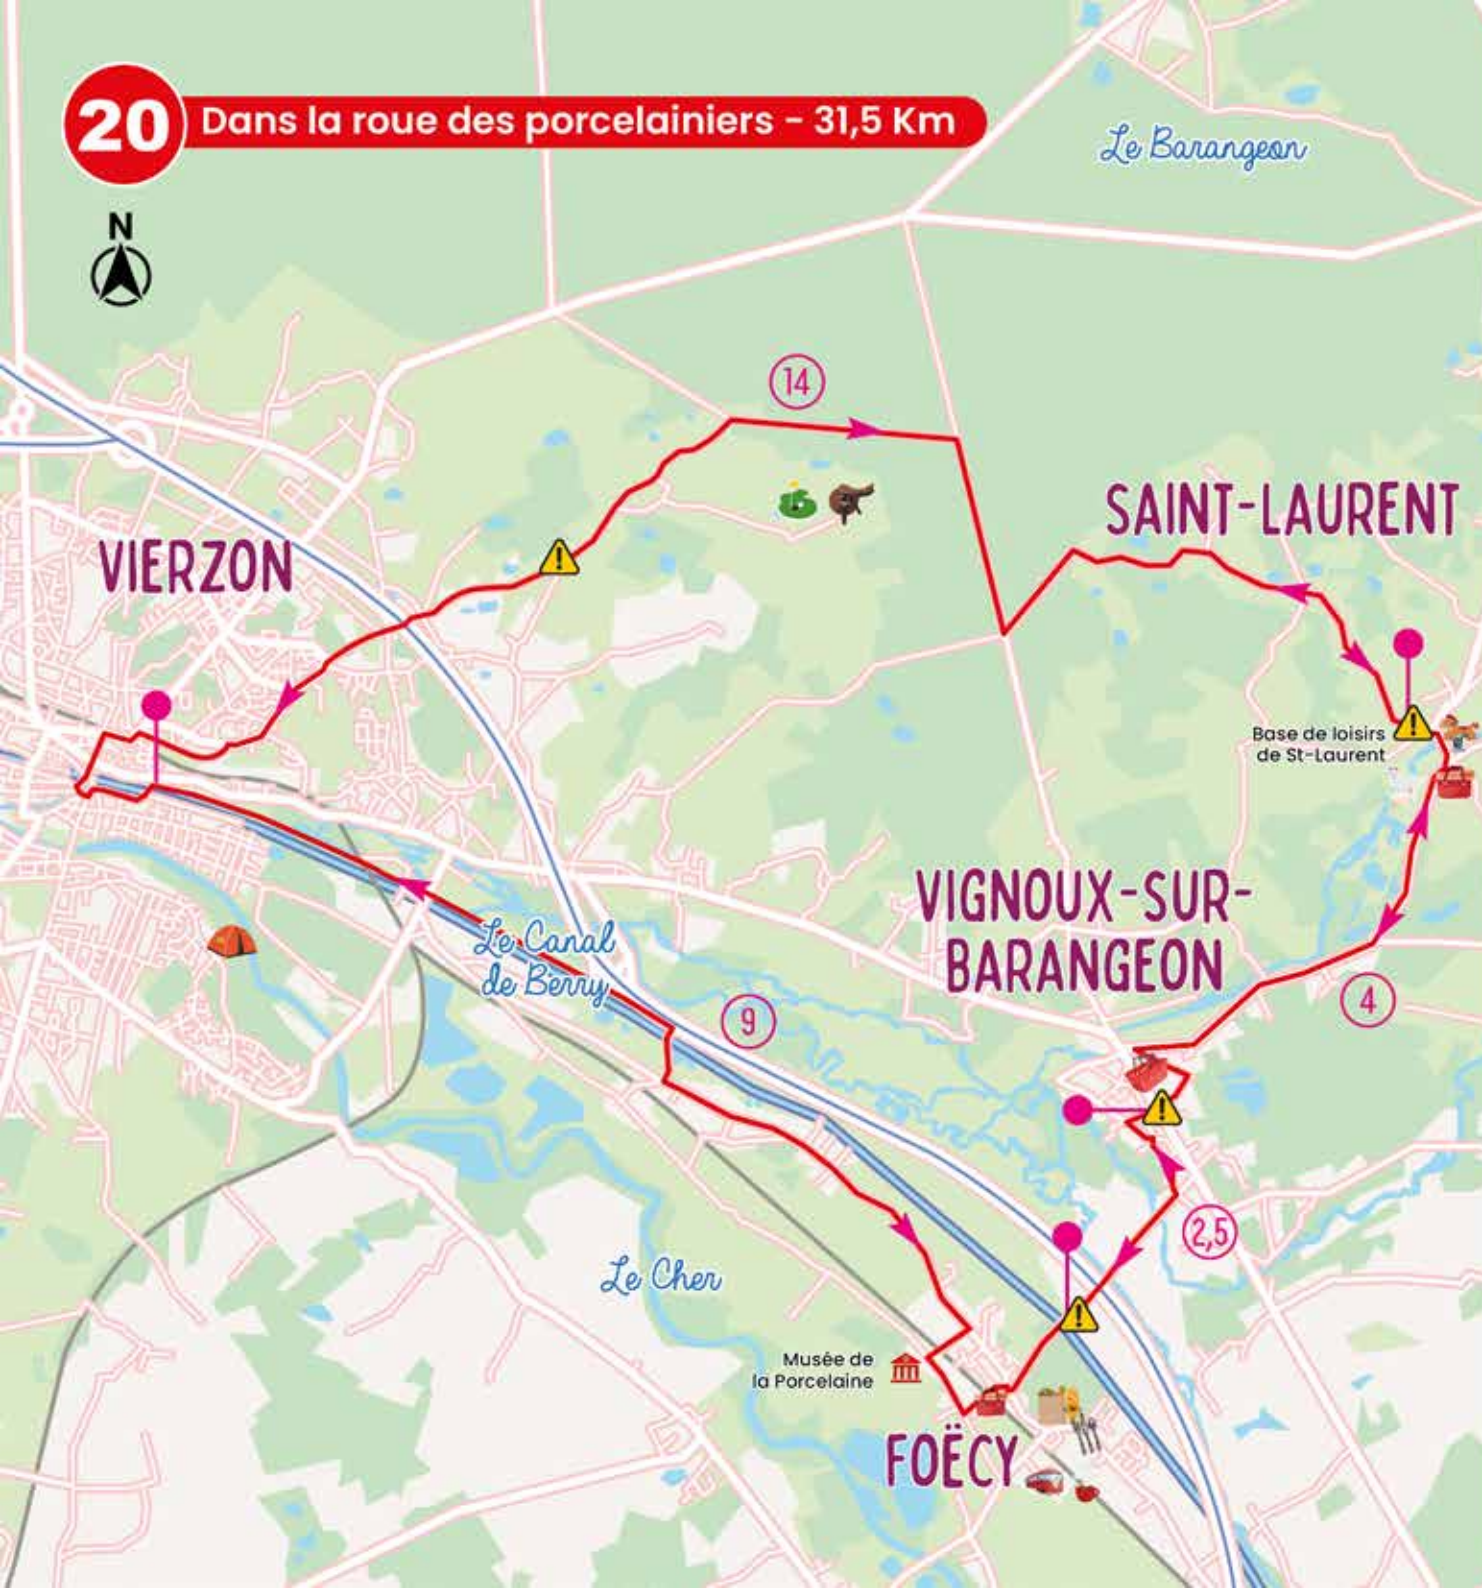 20
Dans la roue des porcelainiers - 31,5 Km
Le Barangeon
N
14
SAINT-LAURENT
VIERZON
Base de loisirs
de St-Laurent
VIGNOUX-SUR-
BARANGEON
Le Canal
de Berry
9
4
2,5
Le Cher
Musée de
la Porcelaine
FOËCY